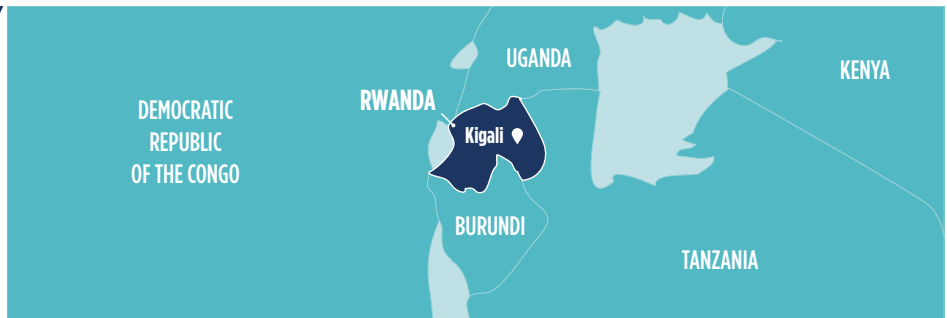 UGANDA
KENYA
RWANDA
DEMOCRATIC
REPUBLIC
OF THE CONGO
Kigali
BURUNDI
TANZANIA